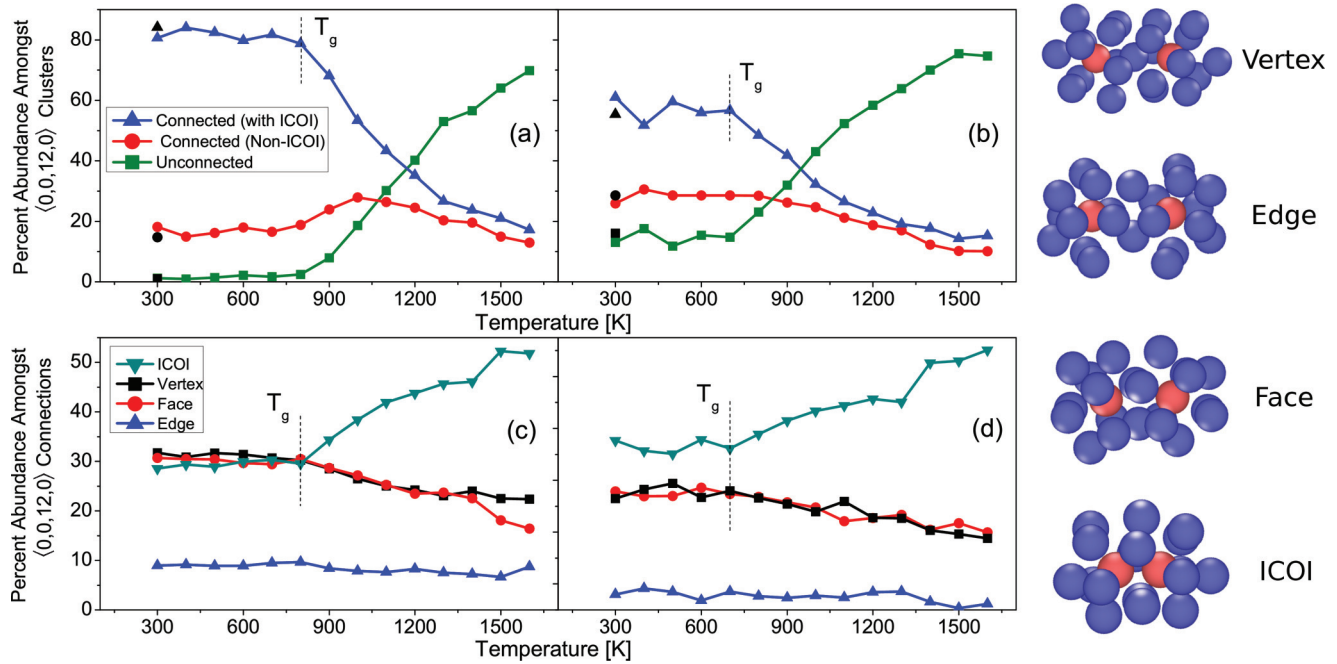 Percent Abundance Amongst
⟨0,0,12,0⟩ Clusters
80
60
40
20
0
T_g
T_g
(a)
(b)
Connected (with ICOI)
Connected (Non-ICOI)
Unconnected
300 600 900 1200 1500 300 600 900 1200 1500
Temperature [K]
Percent Abundance Amongst
⟨0,0,12,0⟩ Connections
50
40
30
20
10
0
ICOI
Vertex
Face
Edge
T_g
T_g
(c)
(d)
300 600 900 1200 1500 300 600 900 1200 1500
Temperature [K]
Vertex
Edge
Face
ICOI